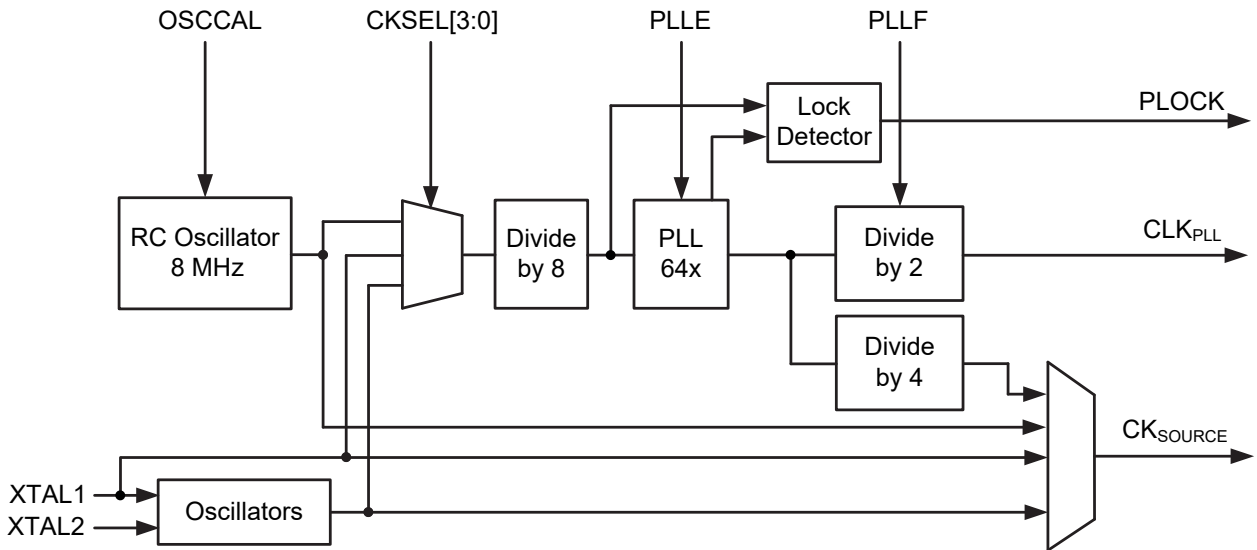 OSCCAL
CKSEL[3:0]
PLLE
PLLF
Lock
Detector
PLOCK
RC Oscillator
8 MHz
Divide
by 8
PLL
64x
Divide
by 2
CLKPLL
Divide
by 4
CKSOURCE
XTAL1
XTAL2
Oscillators